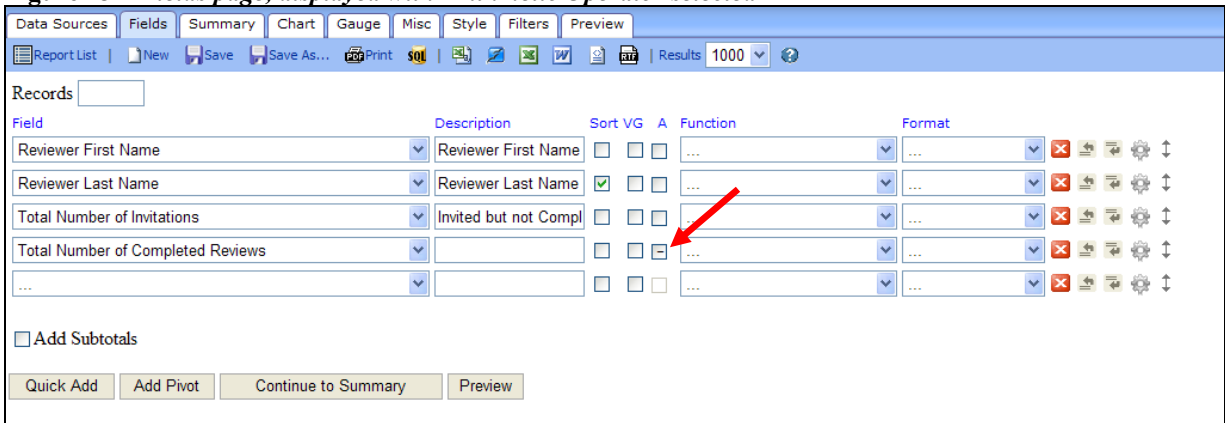 Data Sources Fields Summary Chart Gauge Misc Style Filters Preview
Report List | New Save Save As... Print SQL | | Results 1000
Records
Field Description Sort VG A Function Format
Reviewer First Name Reviewer First Name ... ...
Reviewer Last Name Reviewer Last Name ... ...
Total Number of Invitations Invited but not Compl ... ...
Total Number of Completed Reviews - ... ...
... ... ...
Add Subtotals
Quick Add Add Pivot Continue to Summary Preview